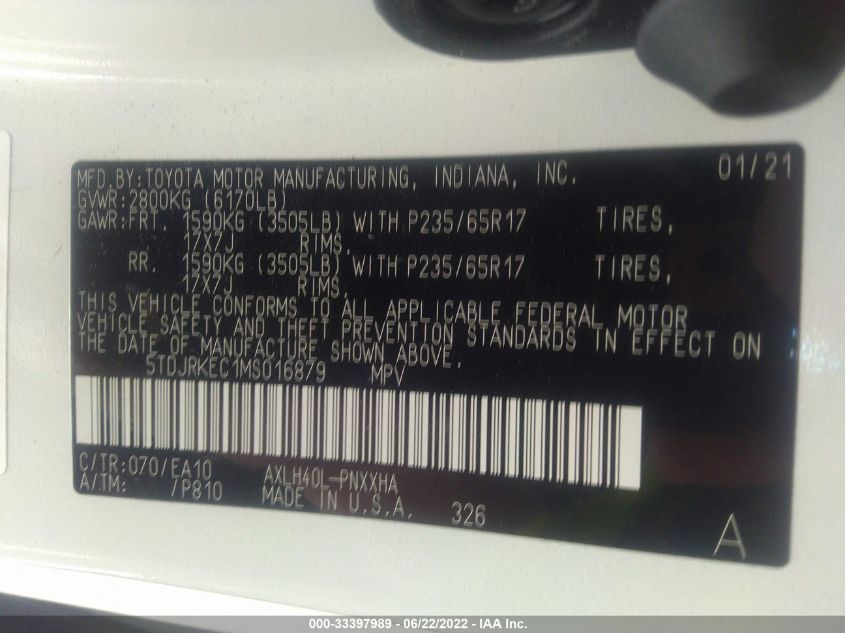 MFD.BY:TOYOTA MOTOR MANUFACTURING, INDIANA, INC. 01/21
GVWR:2800KG (6170LB)
GAWR:FRT. 1590KG (3505LB) WITH P235/65R17 TIRES,
17X7J RIMS,
RR. 1590KG (3505LB) WITH P235/65R17 TIRES,
17X7J RIMS,
THIS VEHICLE CONFORMS TO ALL APPLICABLE FEDERAL MOTOR
VEHICLE SAFETY AND THEFT PREVENTION STANDARDS IN EFFECT ON
THE DATE OF MANUFACTURE SHOWN ABOVE.
5TDJRKEC1MS016879 MPV
C/TR:070/EA10 AXLH40L-PNXXHA
A/TM: /P810 MADE IN U.S.A. 326
A
000-33397989 - 06/22/2022 - IAA Inc.